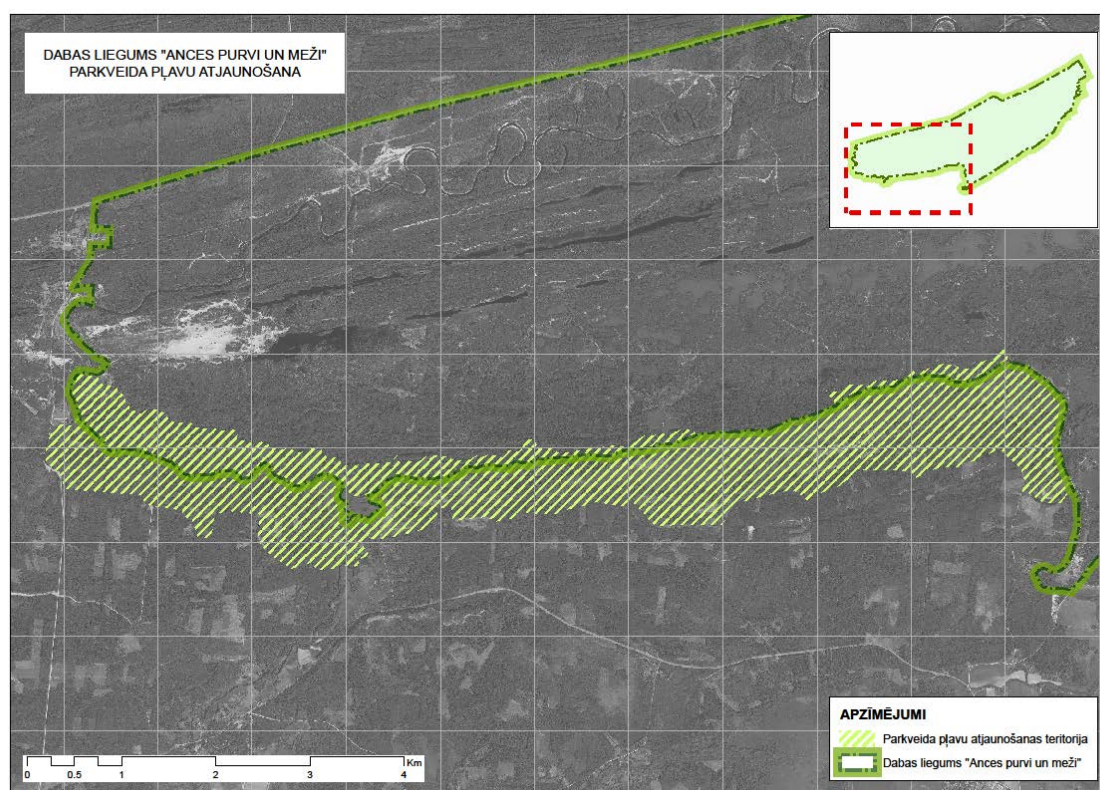 DABAS LIEGUMS "ANCES PURVI UN MEŽI"
PARKVEIDA PĻAVU ATJAUNOŠANA
APZĪMĒJUMI
Parkveida pļavu atjaunošanas teritorija
Dabas liegums "Ances purvi un meži"
Km
0 0.5 1 2 3 4